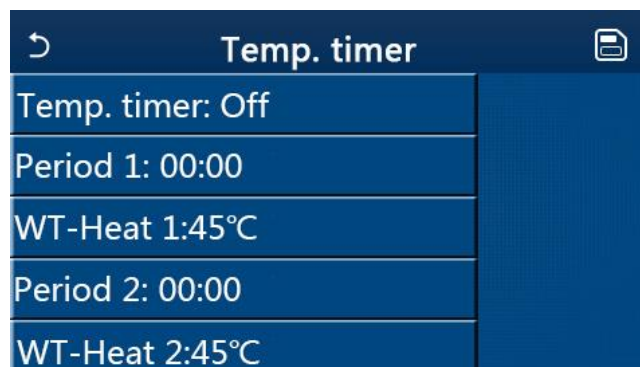 Temp. timer
Temp. timer: Off
Period 1: 00:00
WT-Heat 1:45℃
Period 2: 00:00
WT-Heat 2:45℃